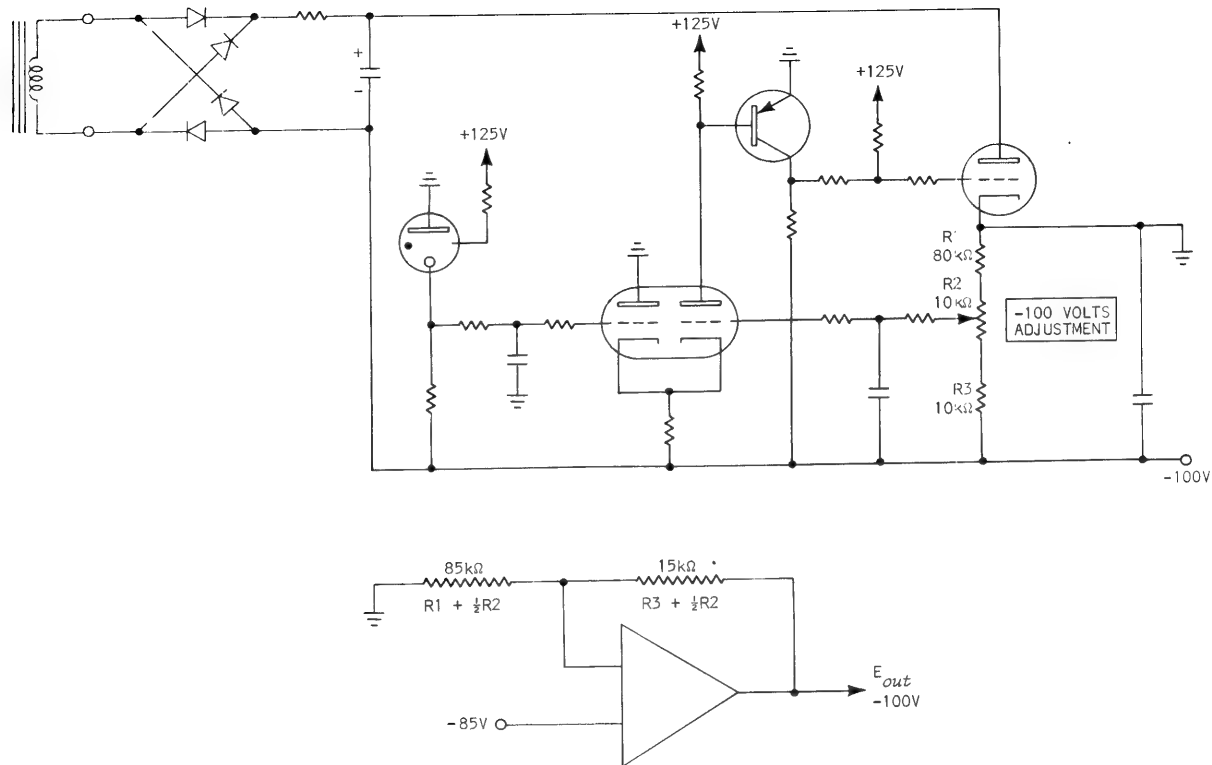 +125V
+125V
+125V
+
-
R1
80kΩ
R2
10kΩ
-100 VOLTS
ADJUSTMENT
R3
10kΩ
-100V
85kΩ
15kΩ
R1 + ½R2
R3 + ½R2
Eout
-100V
-85V